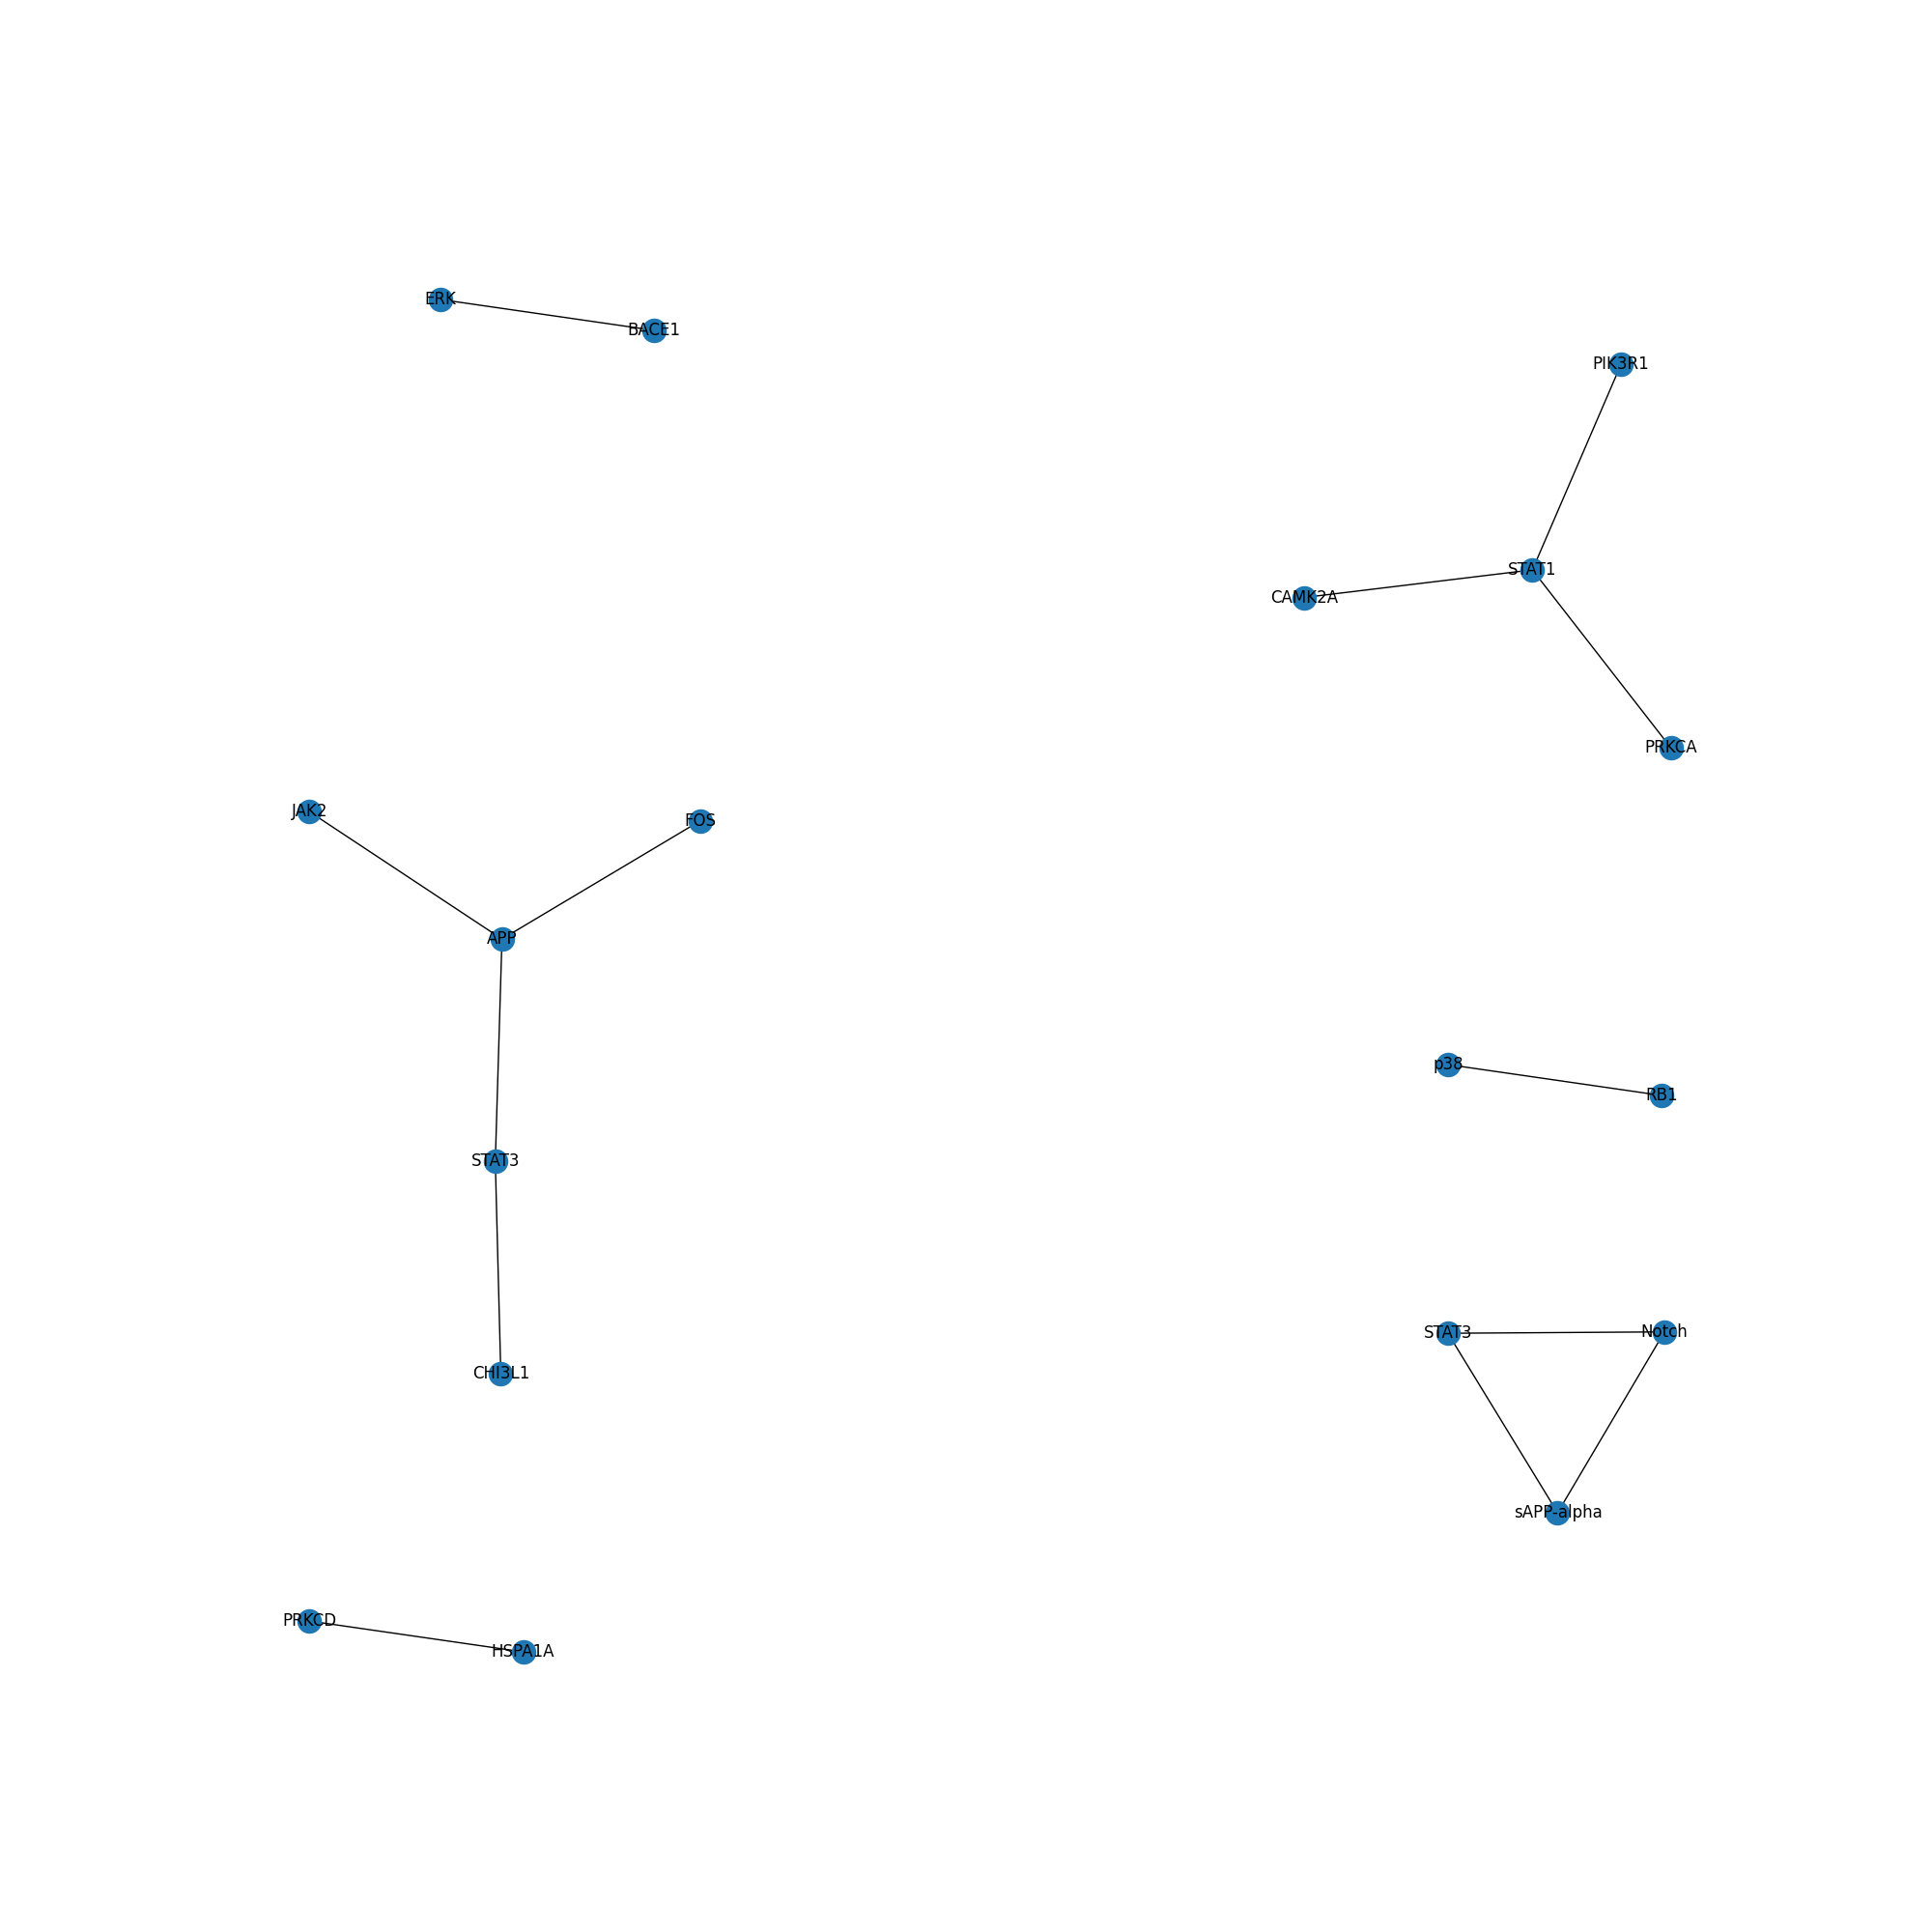 ERK
BACE1
PIK3R1
STAT1
CAMK2A
PRKCA
JAK2
FOS
APP
p38
RB1
STAT3
STAT3
Notch
CHI3L1
sAPP-alpha
PRKCD
HSPA1A